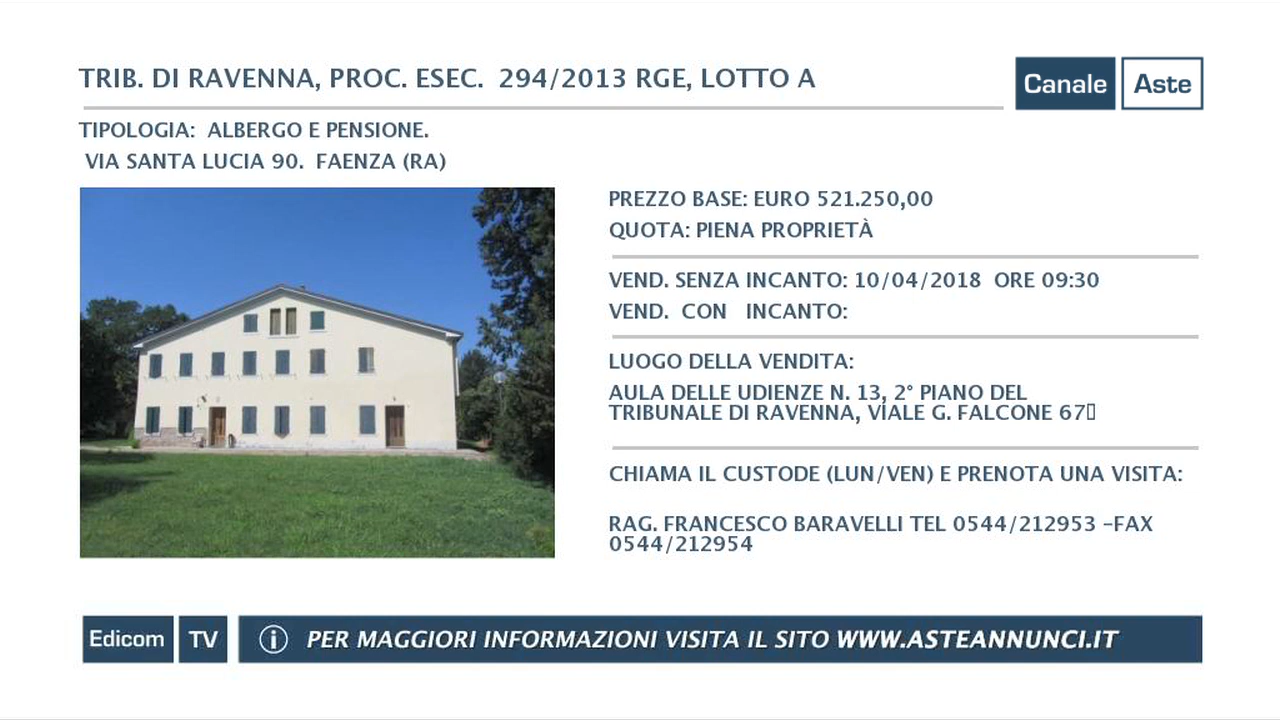 TRIB. DI RAVENNA, PROC. ESEC. 294/2013 RGE, LOTTO A
Canale Aste
TIPOLOGIA: ALBERGO E PENSIONE.
VIA SANTA LUCIA 90. FAENZA (RA)
PREZZO BASE: EURO 521.250,00
QUOTA: PIENA PROPRIETÀ
VEND. SENZA INCANTO: 10/04/2018 ORE 09:30
VEND. CON INCANTO:
LUOGO DELLA VENDITA:
AULA DELLE UDIENZE N. 13, 2° PIANO DEL
TRIBUNALE DI RAVENNA, VIALE G. FALCONE 67
CHIAMA IL CUSTODE (LUN/VEN) E PRENOTA UNA VISITA:
RAG. FRANCESCO BARAVELLI TEL 0544/212953 –FAX
0544/212954
Edicom TV
PER MAGGIORI INFORMAZIONI VISITA IL SITO WWW.ASTEANNUNCI.IT